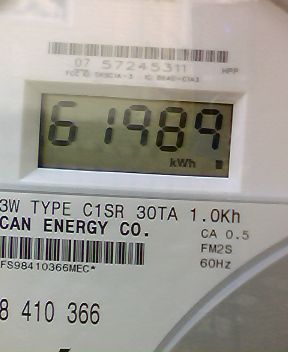 07 57245311
HPP
61989
kWh
3W TYPE C1SR 30TA 1.0Kh
CAN ENERGY CO.
CA 0.5
FM2S
60Hz
FS98410366MEC*
8 410 366